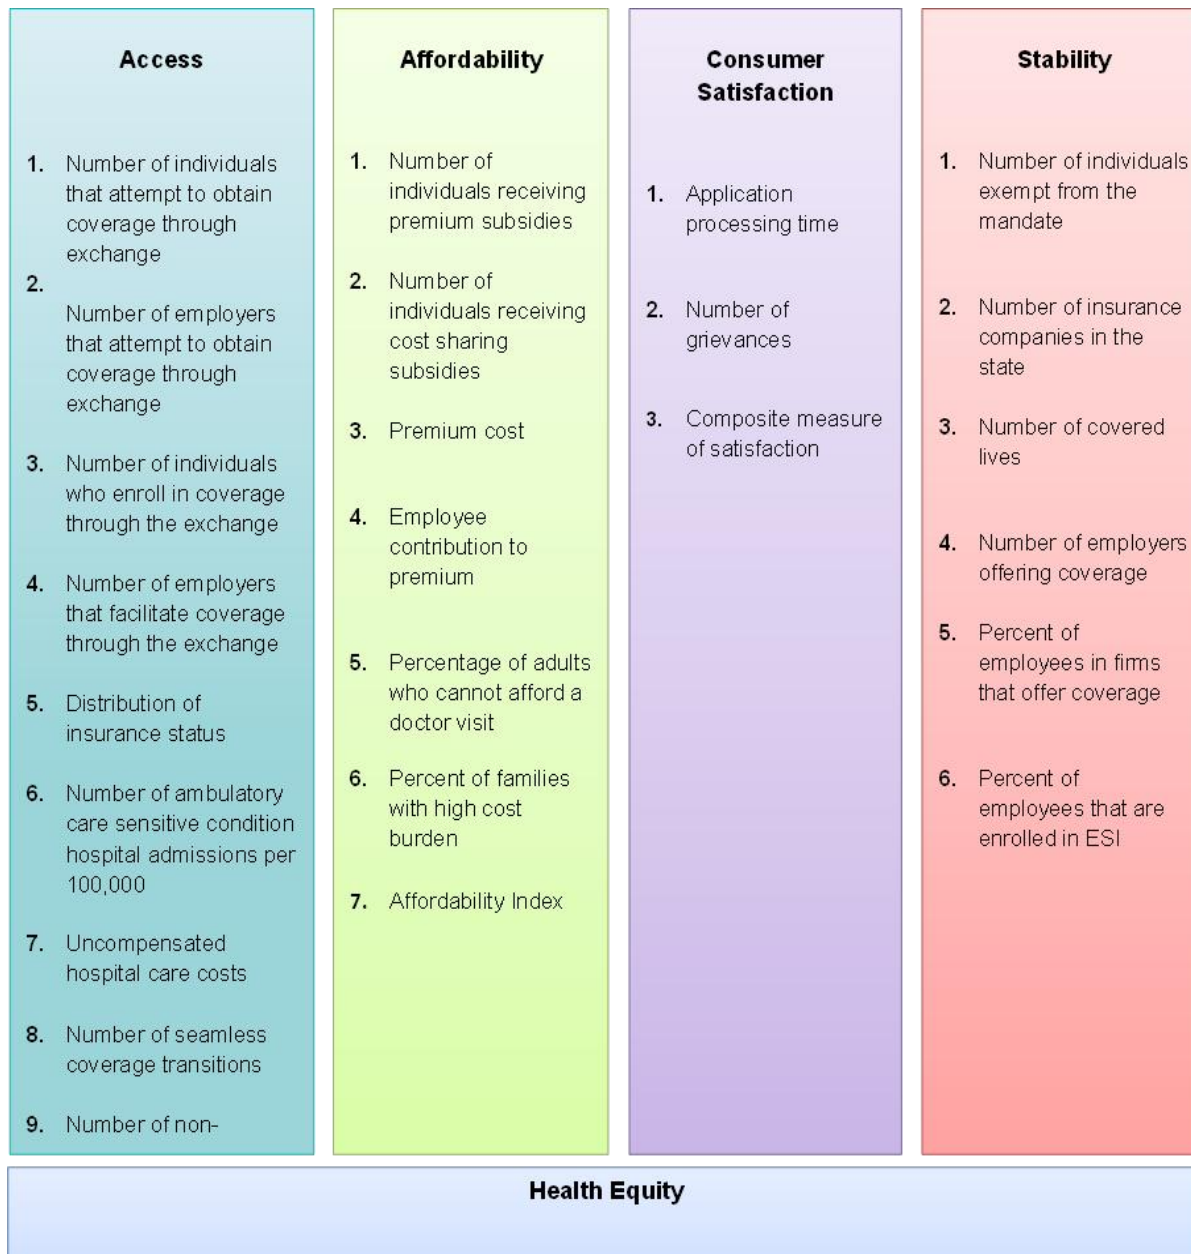 Access
1. Number of individuals
that attempt to obtain
coverage through
exchange
2.
Number of employers
that attempt to obtain
coverage through
exchange
3. Number of individuals
who enroll in coverage
through the exchange
4. Number of employers
that facilitate coverage
through the exchange
5. Distribution of
insurance status
6. Number of ambulatory
care sensitive condition
hospital admissions per
100,000
7. Uncompensated
hospital care costs
8. Number of seamless
coverage transitions
9. Number of non-
Affordability
1. Number of
individuals receiving
premium subsidies
2. Number of
individuals receiving
cost sharing
subsidies
3. Premium cost
4. Employee
contribution to
premium
5. Percentage of adults
who cannot afford a
doctor visit
6. Percent of families
with high cost
burden
7. Affordability Index
Consumer
Satisfaction
1. Application
processing time
2. Number of
grievances
3. Composite measure
of satisfaction
Stability
1. Number of individuals
exempt from the
mandate
2. Number of insurance
companies in the
state
3. Number of covered
lives
4. Number of employers
offering coverage
5. Percent of
employees in firms
that offer coverage
6. Percent of
employees that are
enrolled in ESI
Health Equity